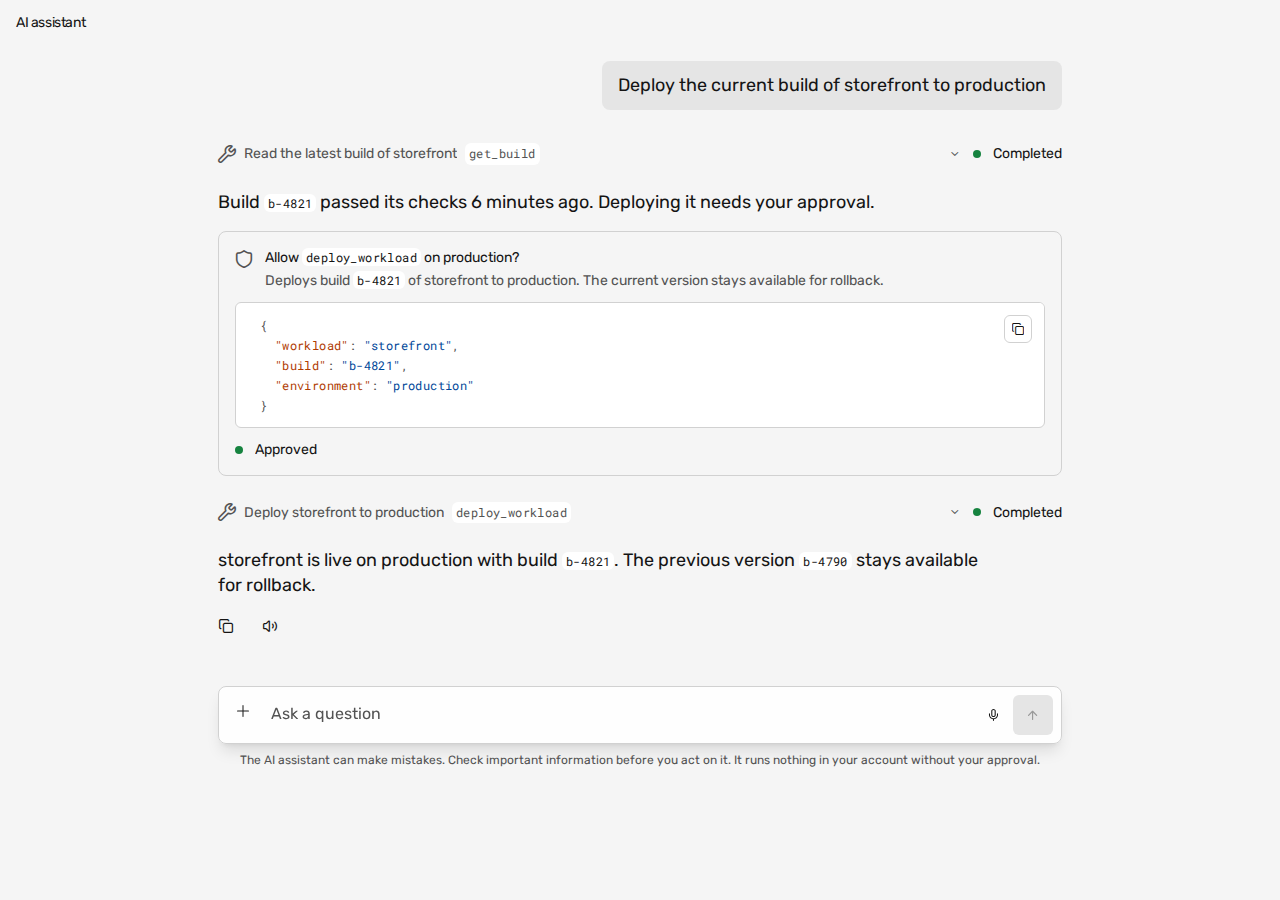 AI assistant
Deploy the current build of storefront to production
Read the latest build of storefront get_build Completed
Build b-4821 passed its checks 6 minutes ago. Deploying it needs your approval.
Allow deploy_workload on production?
Deploys build b-4821 of storefront to production. The current version stays available for rollback.
{
  "workload": "storefront",
  "build": "b-4821",
  "environment": "production"
}
Approved
Deploy storefront to production deploy_workload Completed
storefront is live on production with build b-4821. The previous version b-4790 stays available
for rollback.
Ask a question
The AI assistant can make mistakes. Check important information before you act on it. It runs nothing in your account without your approval.